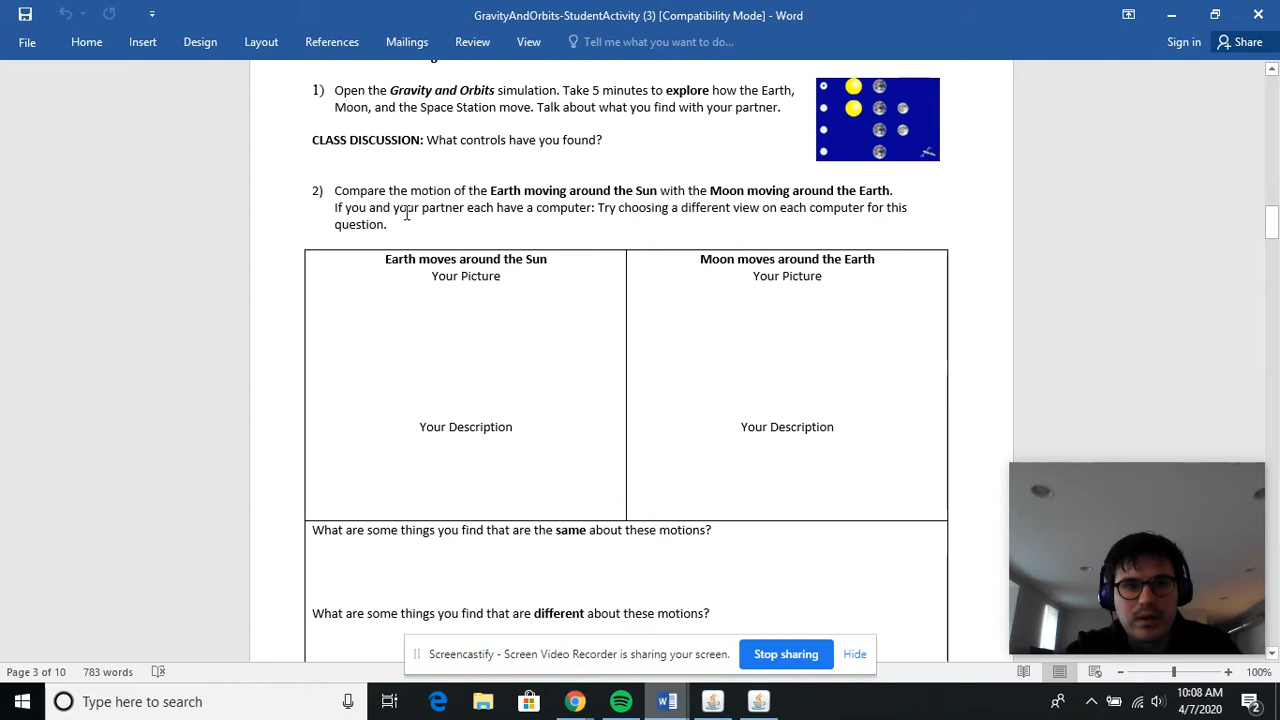 GravityAndOrbits-StudentActivity (3) [Compatibility Mode] - Word
File Home Insert Design Layout References Mailings Review View Tell me what you want to do... Sign in Share
1) Open the Gravity and Orbits simulation. Take 5 minutes to explore how the Earth,
Moon, and the Space Station move. Talk about what you find with your partner.
CLASS DISCUSSION: What controls have you found?
2) Compare the motion of the Earth moving around the Sun with the Moon moving around the Earth.
If you and your partner each have a computer: Try choosing a different view on each computer for this
question.
Earth moves around the Sun
Your Picture
Your Description
Moon moves around the Earth
Your Picture
Your Description
What are some things you find that are the same about these motions?
What are some things you find that are different about these motions?
Screencastify - Screen Video Recorder is sharing your screen. Stop sharing Hide
Page 3 of 10 783 words 100%
Type here to search
10:08 AM
4/7/2020
2